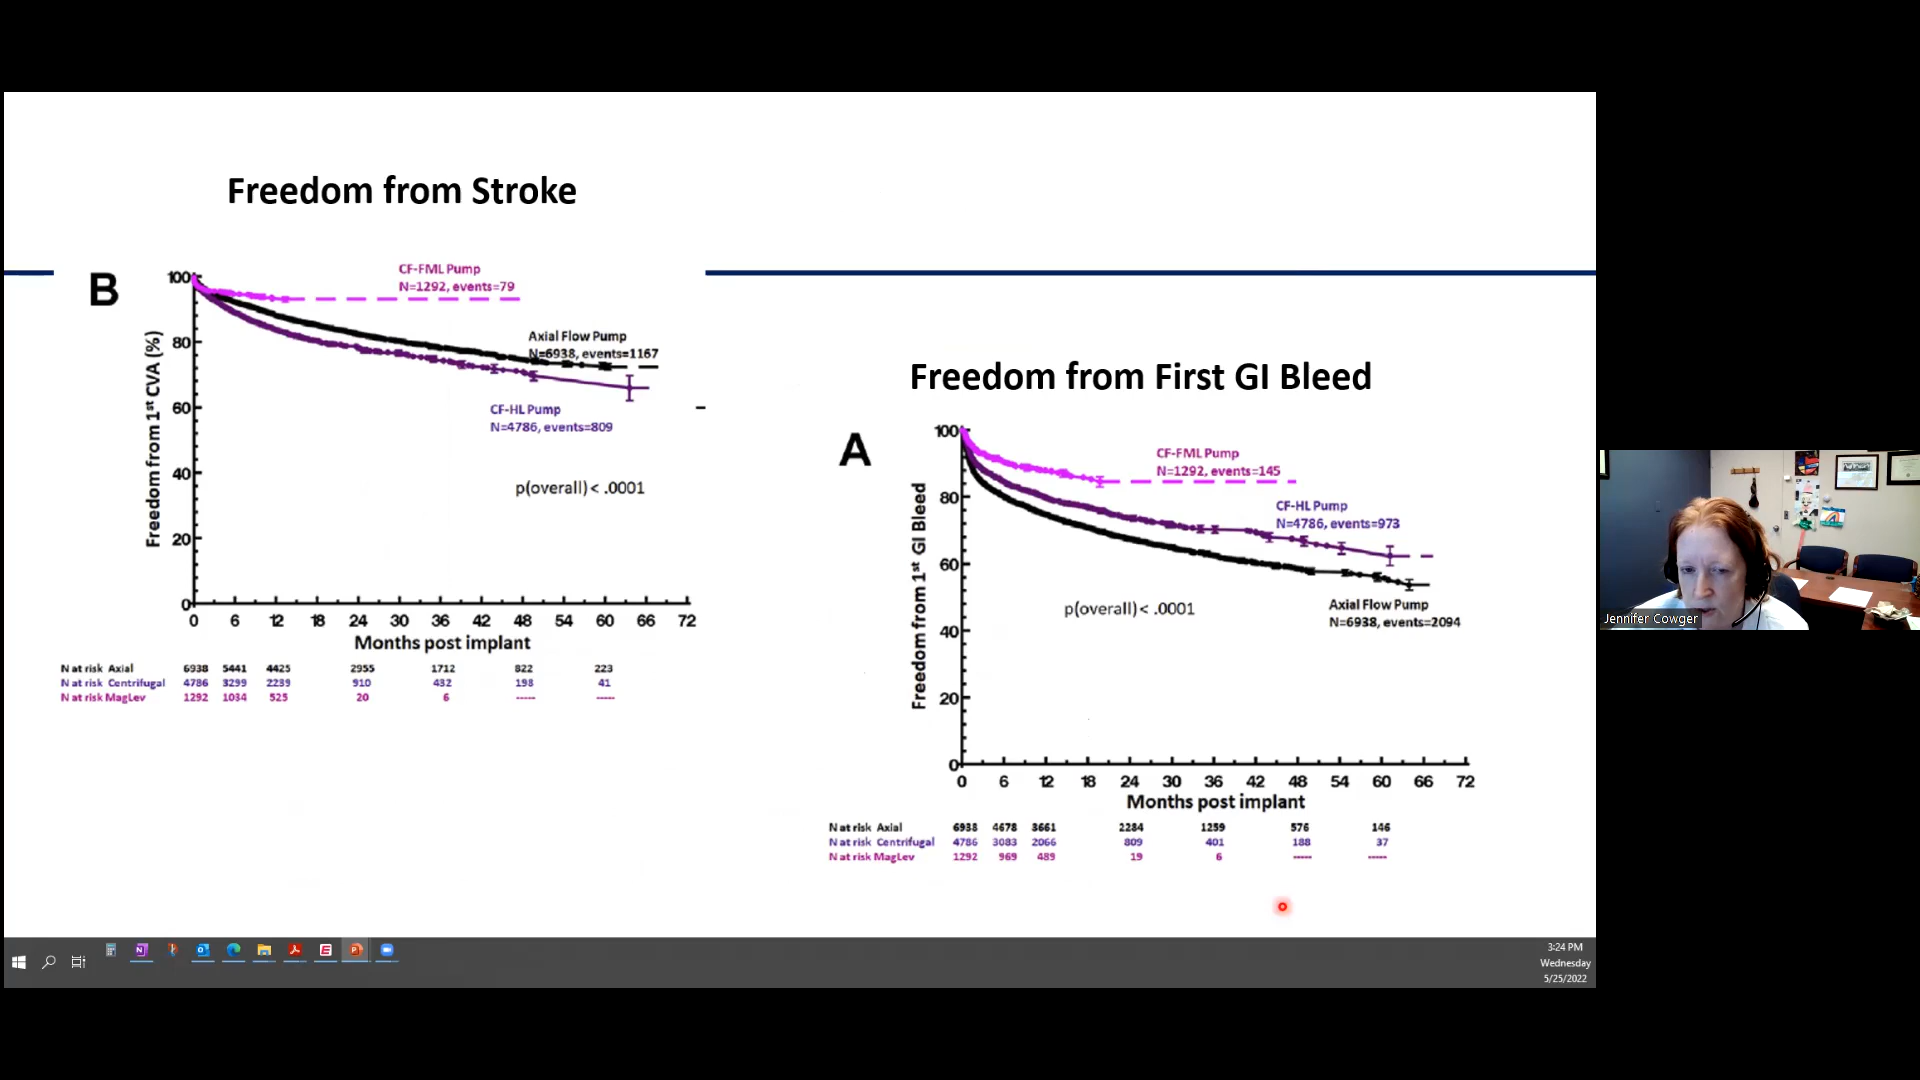 Freedom from Stroke
B
CF-FML Pump
N=1292, events=79
Axial Flow Pump
N=6938, events=1167
CF-HL Pump
N=4786, events=809
p(overall) < .0001
Freedom from 1st CVA (%)
100
80
60
40
20
0
0 6 12 18 24 30 36 42 48 54 60 66 72
Months post implant
N at risk Axial 6938 5441 4425 2955 1712 822 223
N at risk Centrifugal 4786 3299 2239 910 432 198 41
N at risk MagLev 1292 1034 525 20 6 ----- -----
Freedom from First GI Bleed
A
CF-FML Pump
N=1292, events=145
CF-HL Pump
N=4786, events=973
Axial Flow Pump
N=6938, events=2094
p(overall) < .0001
Freedom from 1st GI Bleed
100
80
60
40
20
0
0 6 12 18 24 30 36 42 48 54 60 66 72
Months post implant
N at risk Axial 6938 4678 3661 2284 1259 576 146
N at risk Centrifugal 4786 3083 2066 809 401 188 37
N at risk MagLev 1292 969 489 19 6 ----- -----
Jennifer Cowger
3:24 PM
Wednesday
5/25/2022